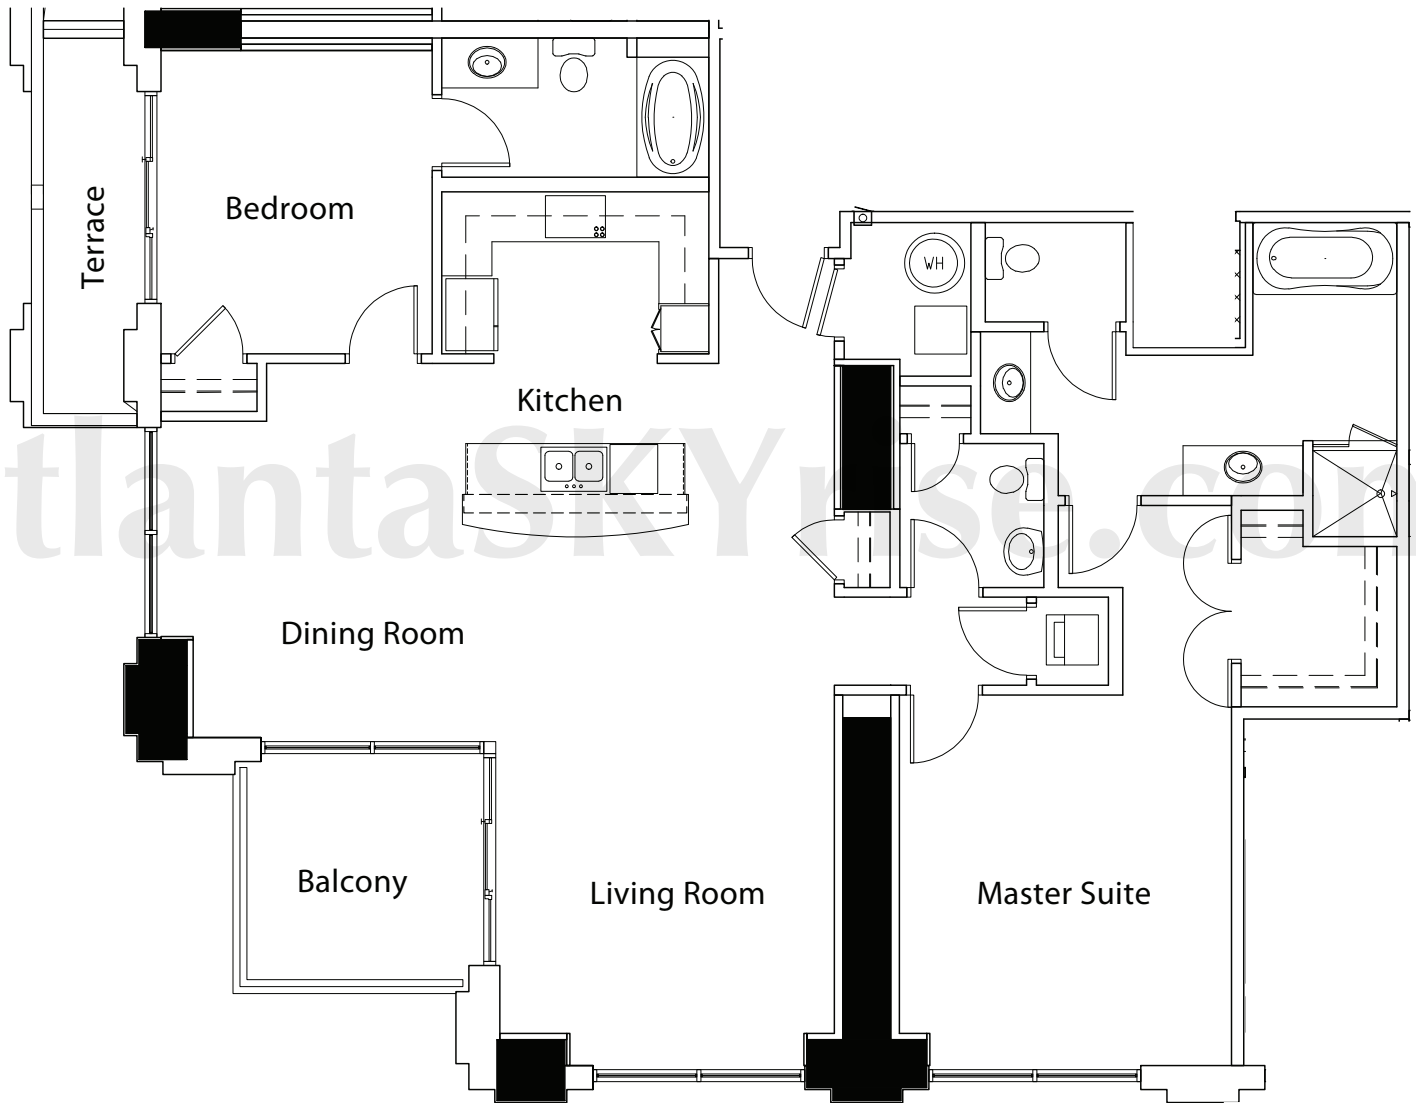 Terrace
Bedroom
WH
Kitchen
tlantaSKYrise.com
Dining Room
Balcony
Living Room
Master Suite